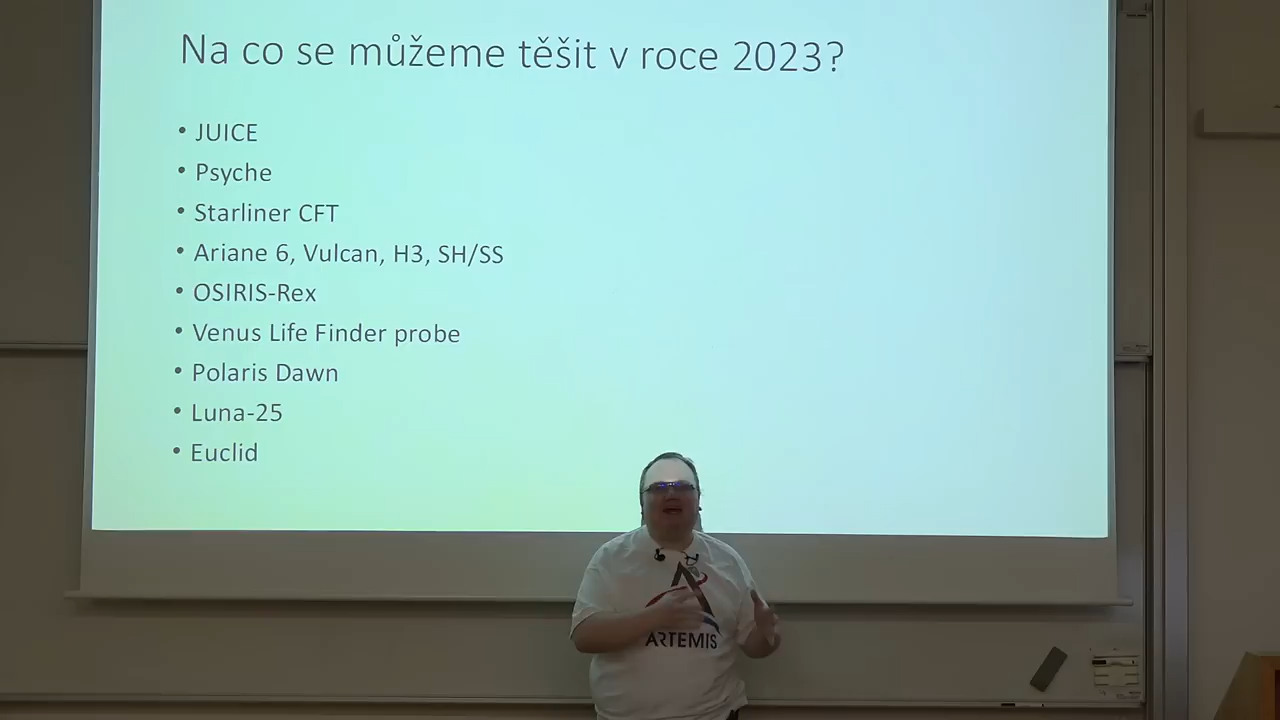 Na co se můžeme těšit v roce 2023?
• JUICE
• Psyche
• Starliner CFT
• Ariane 6, Vulcan, H3, SH/SS
• OSIRIS-Rex
• Venus Life Finder probe
• Polaris Dawn
• Luna-25
• Euclid
ARTEMIS